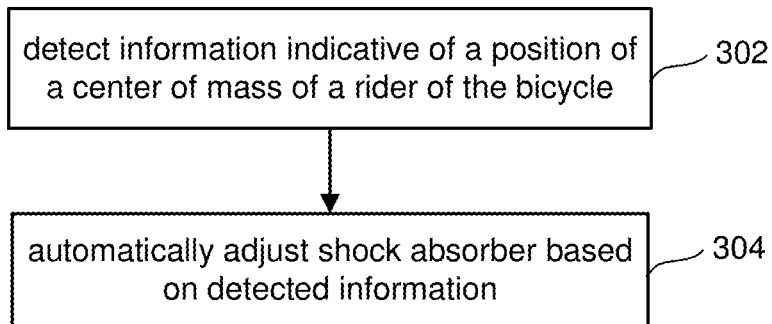 detect information indicative of a position of
a center of mass of a rider of the bicycle
302
automatically adjust shock absorber based
on detected information
304